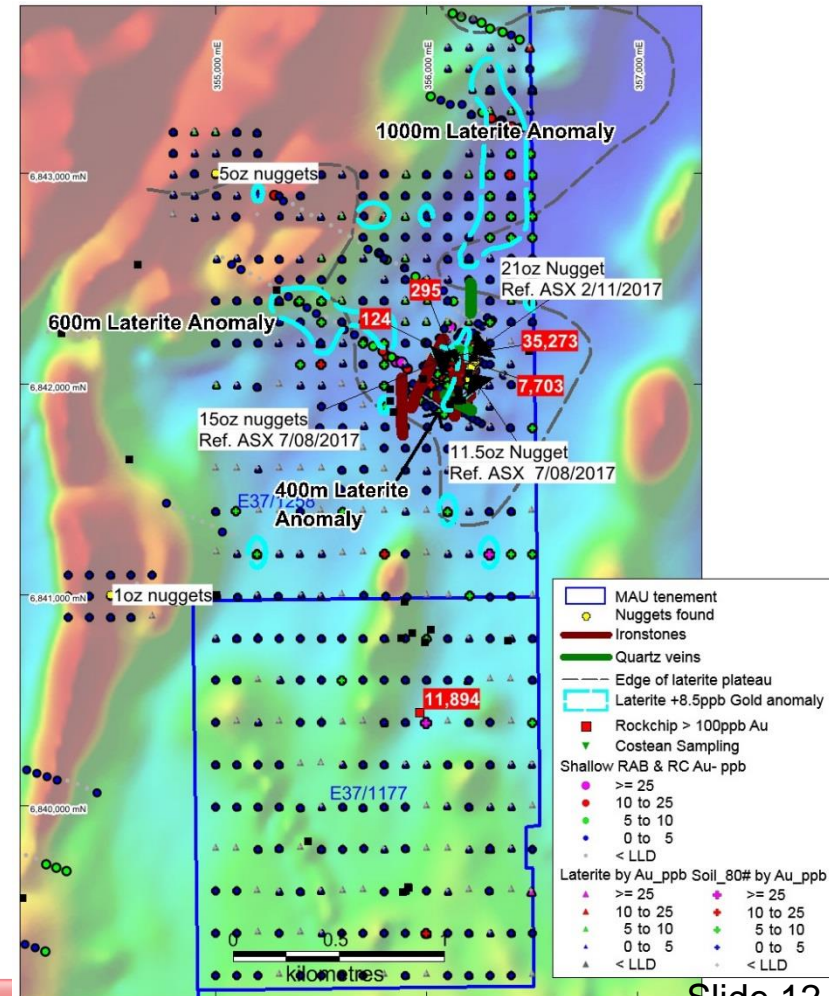 355,000 mE
356,000 mE
357,000 mE
1000m Laterite Anomaly
6,843,000 mN
5oz nuggets
21oz Nugget
Ref. ASX 2/11/2017
295
600m Laterite Anomaly
124
35,273
6,842,000 mN
7,703
15oz nuggets
Ref. ASX 7/08/2017
11.5oz Nugget
Ref. ASX 7/08/2017
400m Laterite
Anomaly
E37/1258
6,841,000 mN
1oz nuggets
11,894
E37/1177
6,840,000 mN
0 0.5 1
kilometres
MAU tenement
Nuggets found
Ironstones
Quartz veins
Edge of laterite plateau
Laterite +8.5ppb Gold anomaly
Rockchip > 100ppb Au
Costean Sampling
Shallow RAB & RC Au- ppb
>= 25
10 to 25
5 to 10
0 to 5
< LLD
Laterite by Au_ppb Soil_80# by Au_ppb
>= 25 >= 25
10 to 25 10 to 25
5 to 10 5 to 10
0 to 5 0 to 5
< LLD < LLD
Slide 12